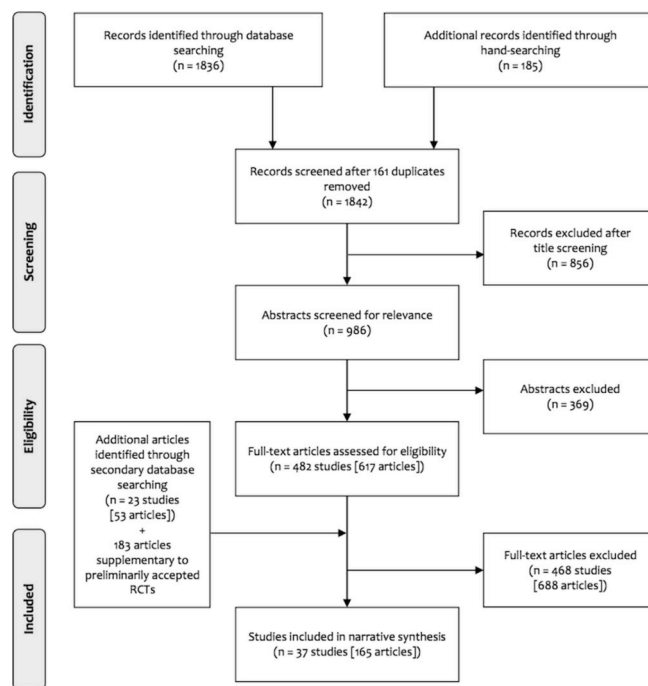 Identification
Records identified through database
searching
(n = 1836)
Additional records identified through
hand-searching
(n = 185)
Records screened after 161 duplicates
removed
(n = 1842)
Screening
Records excluded after
title screening
(n = 856)
Abstracts screened for relevance
(n = 986)
Eligibility
Abstracts excluded
(n = 369)
Additional articles
identified through
secondary database
searching
(n = 23 studies
[53 articles])
+
183 articles
supplementary to
preliminarily accepted
RCTs
Full-text articles assessed for eligibility
(n = 482 studies [617 articles])
Included
Full-text articles excluded
(n = 468 studies
[688 articles])
Studies included in narrative synthesis
(n = 37 studies [165 articles])